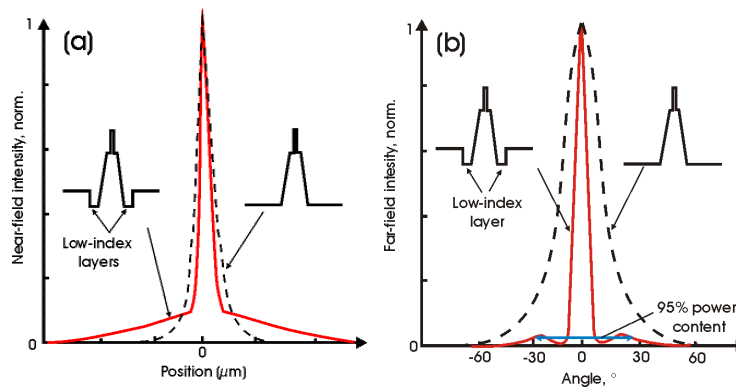 (a)
1
Near-field intensity, norm.
Low-index
layers
0
0
Position (µm)
(b)
1
Far-field intesity, norm.
Low-index
layer
95% power
content
0
-60
-30
0
30
60
Angle, °